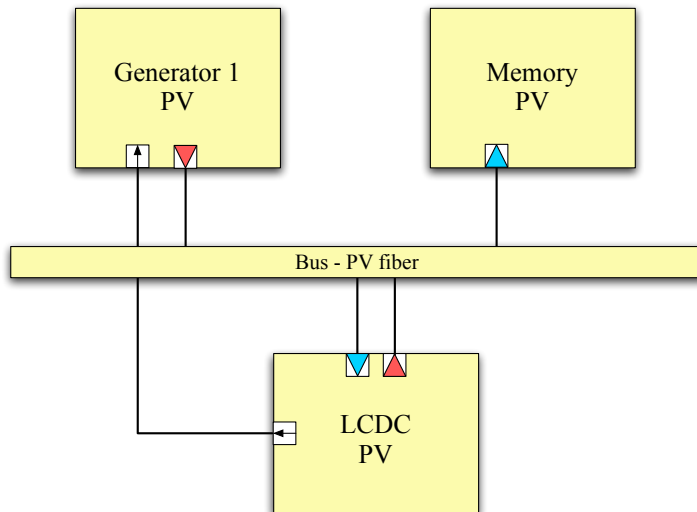 Generator 1
PV
Memory
PV
Bus - PV fiber
LCDC
PV